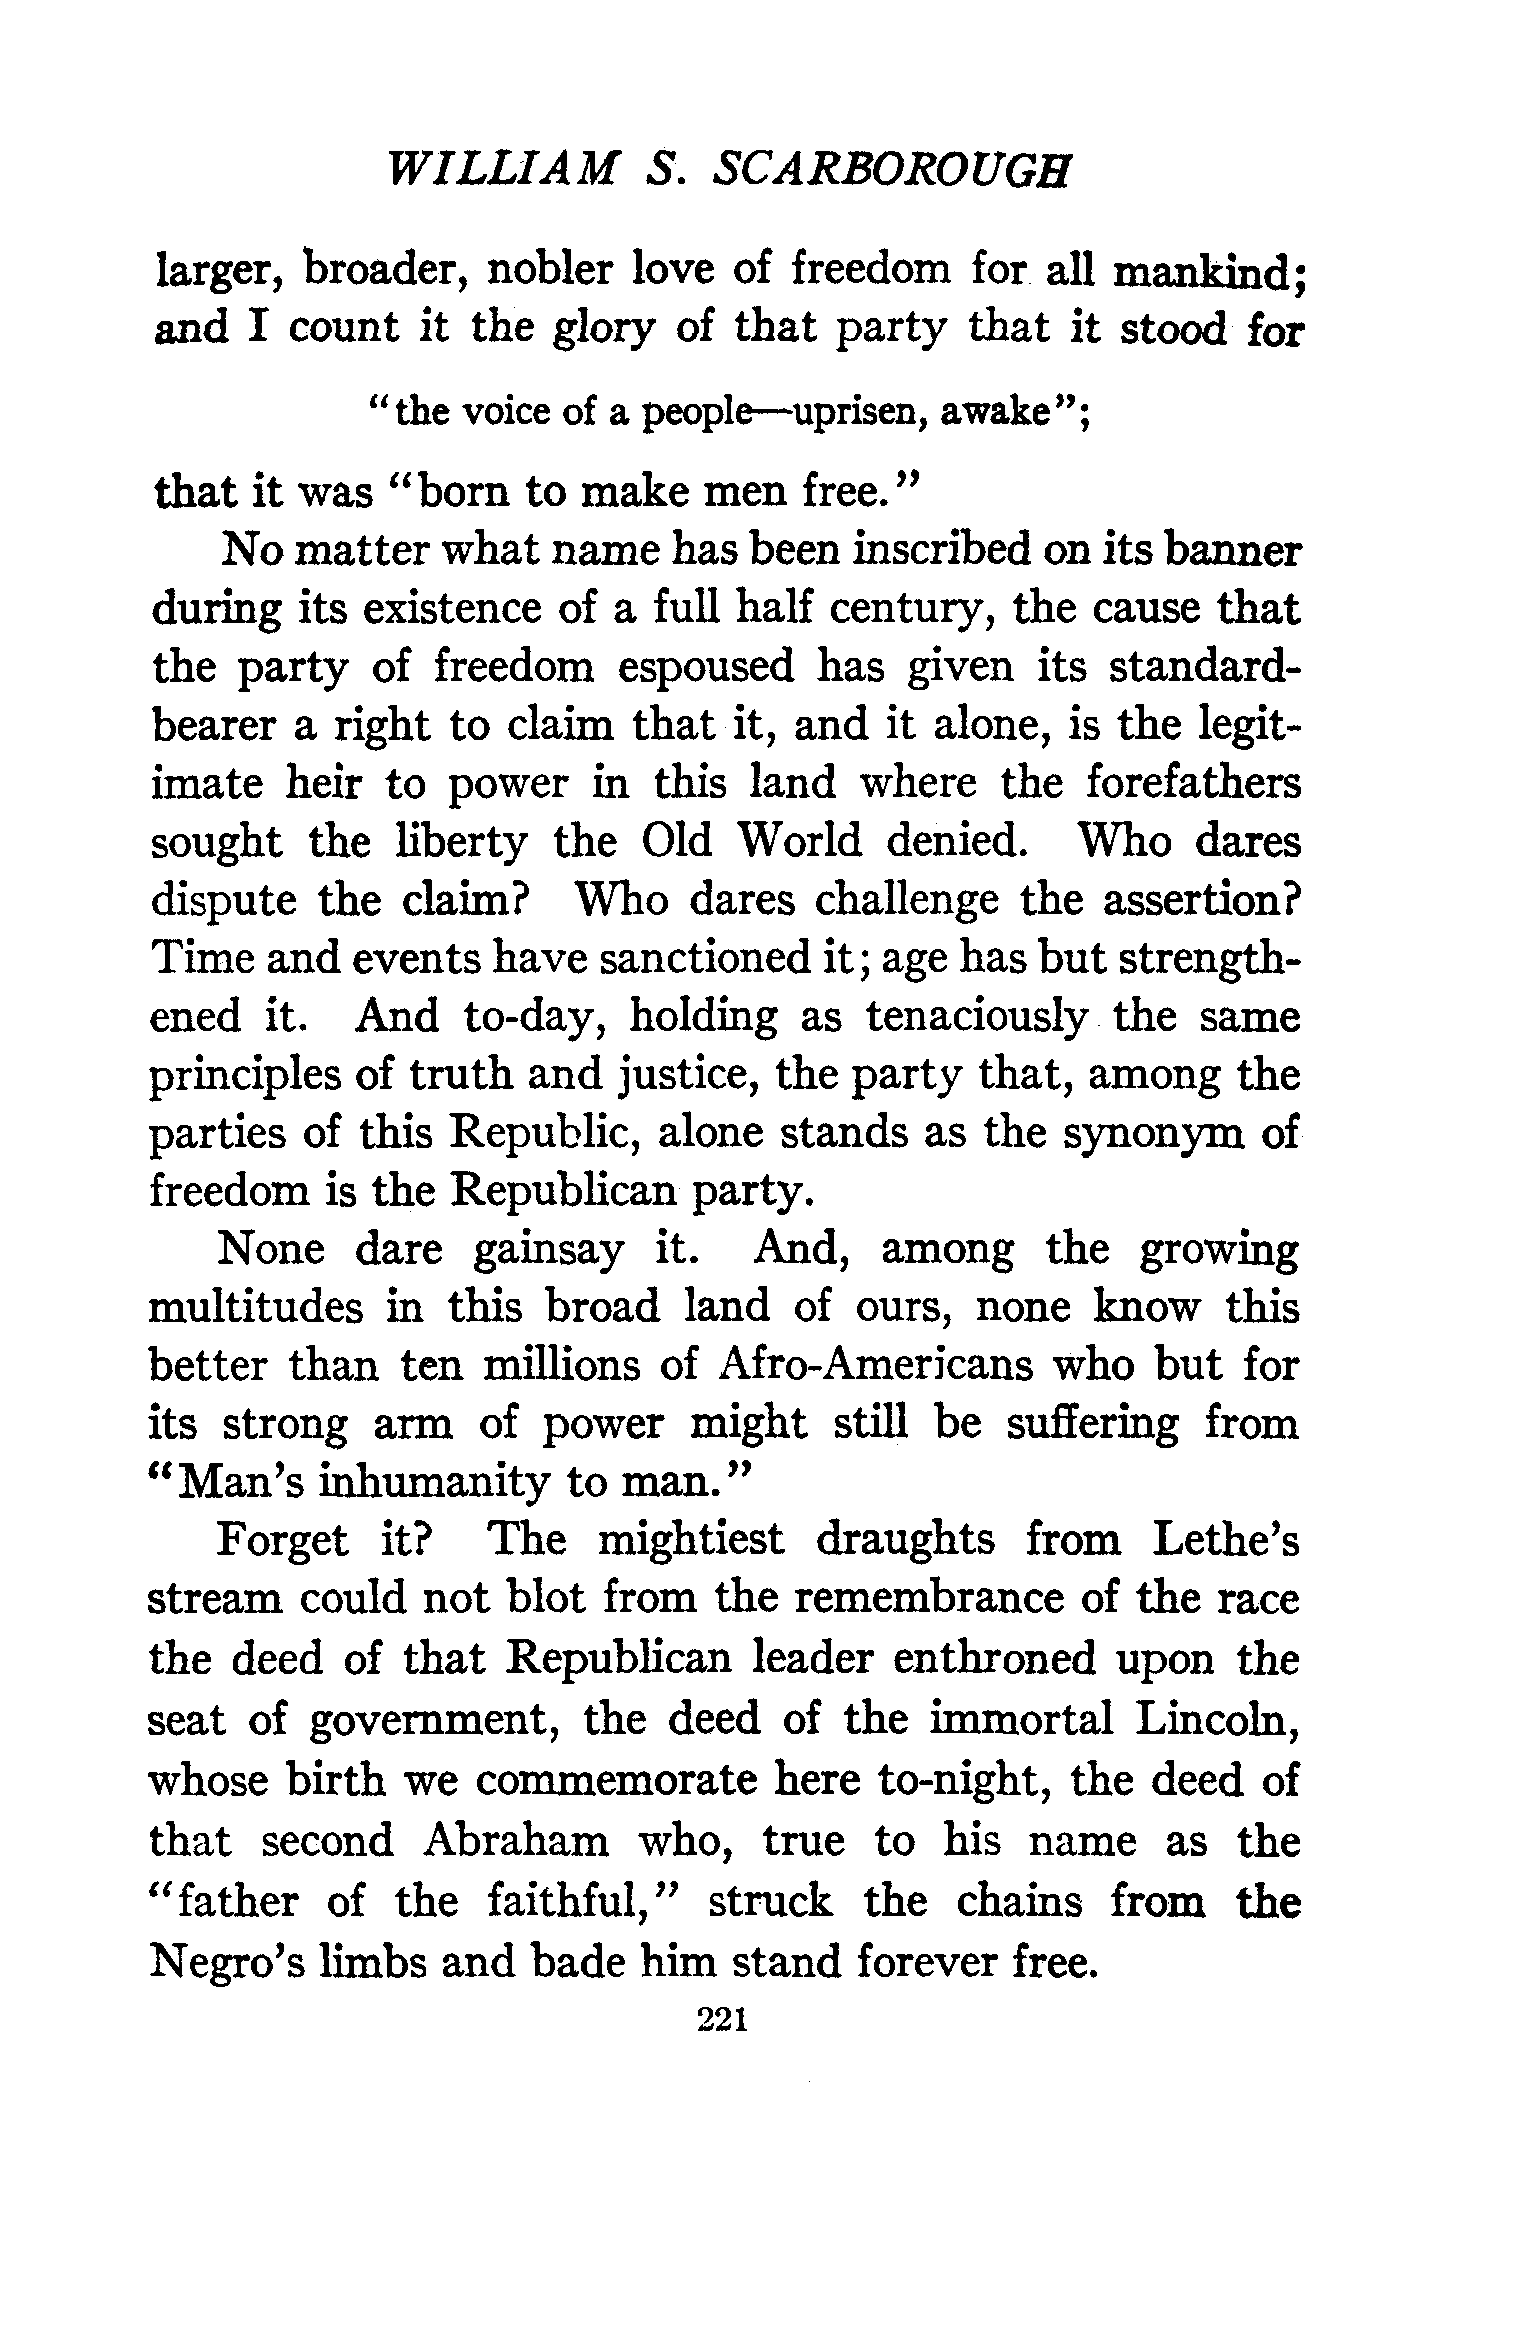 WILLIAM S. SCARBOROUGH
larger, broader, nobler love of freedom for all mankind;
and I count it the glory of that party that it stood for
"the voice of a people—uprisen, awake";
that it was "born to make men free."
No matter what name has been inscribed on its banner
during its existence of a full half century, the cause that
the party of freedom espoused has given its standard-
bearer a right to claim that it, and it alone, is the legit-
imate heir to power in this land where the forefathers
sought the liberty the Old World denied. Who dares
dispute the claim? Who dares challenge the assertion?
Time and events have sanctioned it; age has but strength-
ened it. And to-day, holding as tenaciously the same
principles of truth and justice, the party that, among the
parties of this Republic, alone stands as the synonym of
freedom is the Republican party.
None dare gainsay it. And, among the growing
multitudes in this broad land of ours, none know this
better than ten millions of Afro-Americans who but for
its strong arm of power might still be suffering from
"Man's inhumanity to man."
Forget it? The mightiest draughts from Lethe's
stream could not blot from the remembrance of the race
the deed of that Republican leader enthroned upon the
seat of government, the deed of the immortal Lincoln,
whose birth we commemorate here to-night, the deed of
that second Abraham who, true to his name as the
"father of the faithful," struck the chains from the
Negro's limbs and bade him stand forever free.
221